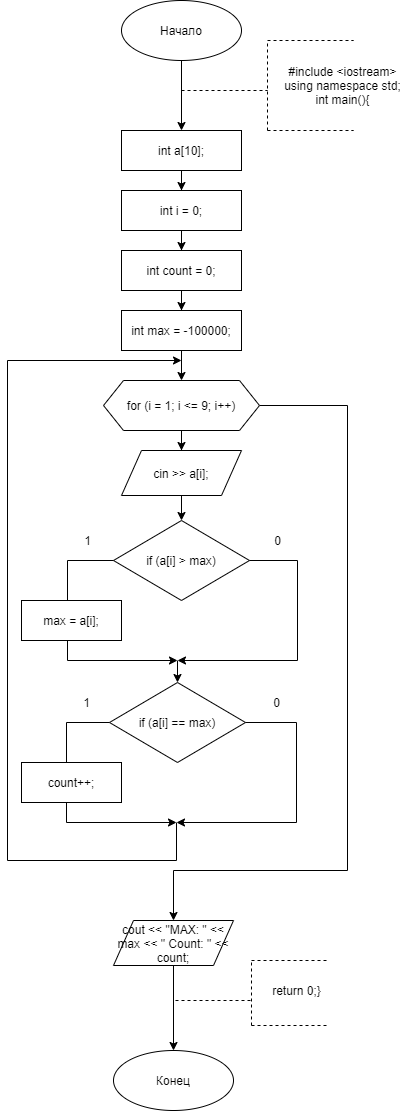 Начало
#include <iostream>
using namespace std;
int main(){
int a[10];
int i = 0;
int count = 0;
int max = -100000;
for (i = 1; i <= 9; i++)
cin >> a[i];
1
if (a[i] > max)
0
max = a[i];
1
if (a[i] == max)
0
count++;
cout << "MAX: " <<
max << " Count: " <<
count;
return 0;}
Конец